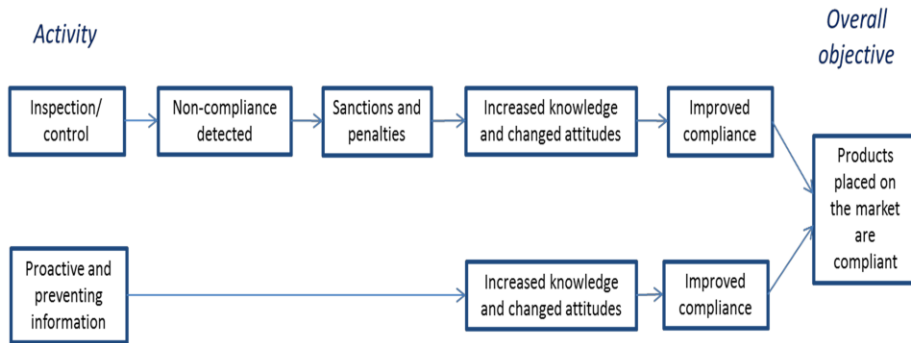 Activity
Overall
objective
Inspection/
control
Non-compliance
detected
Sanctions and
penalties
Increased knowledge
and changed attitudes
Improved
compliance
Products
placed on
the market
are
compliant
Proactive and
preventing
information
Increased knowledge
and changed attitudes
Improved
compliance